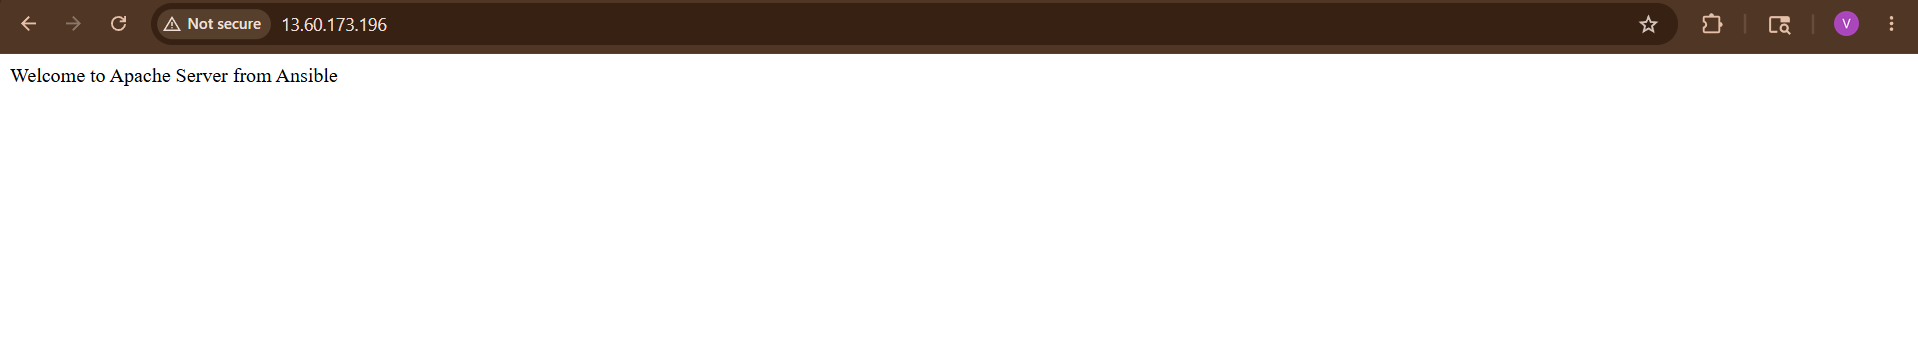 Not secure 13.60.173.196 V
Welcome to Apache Server from Ansible